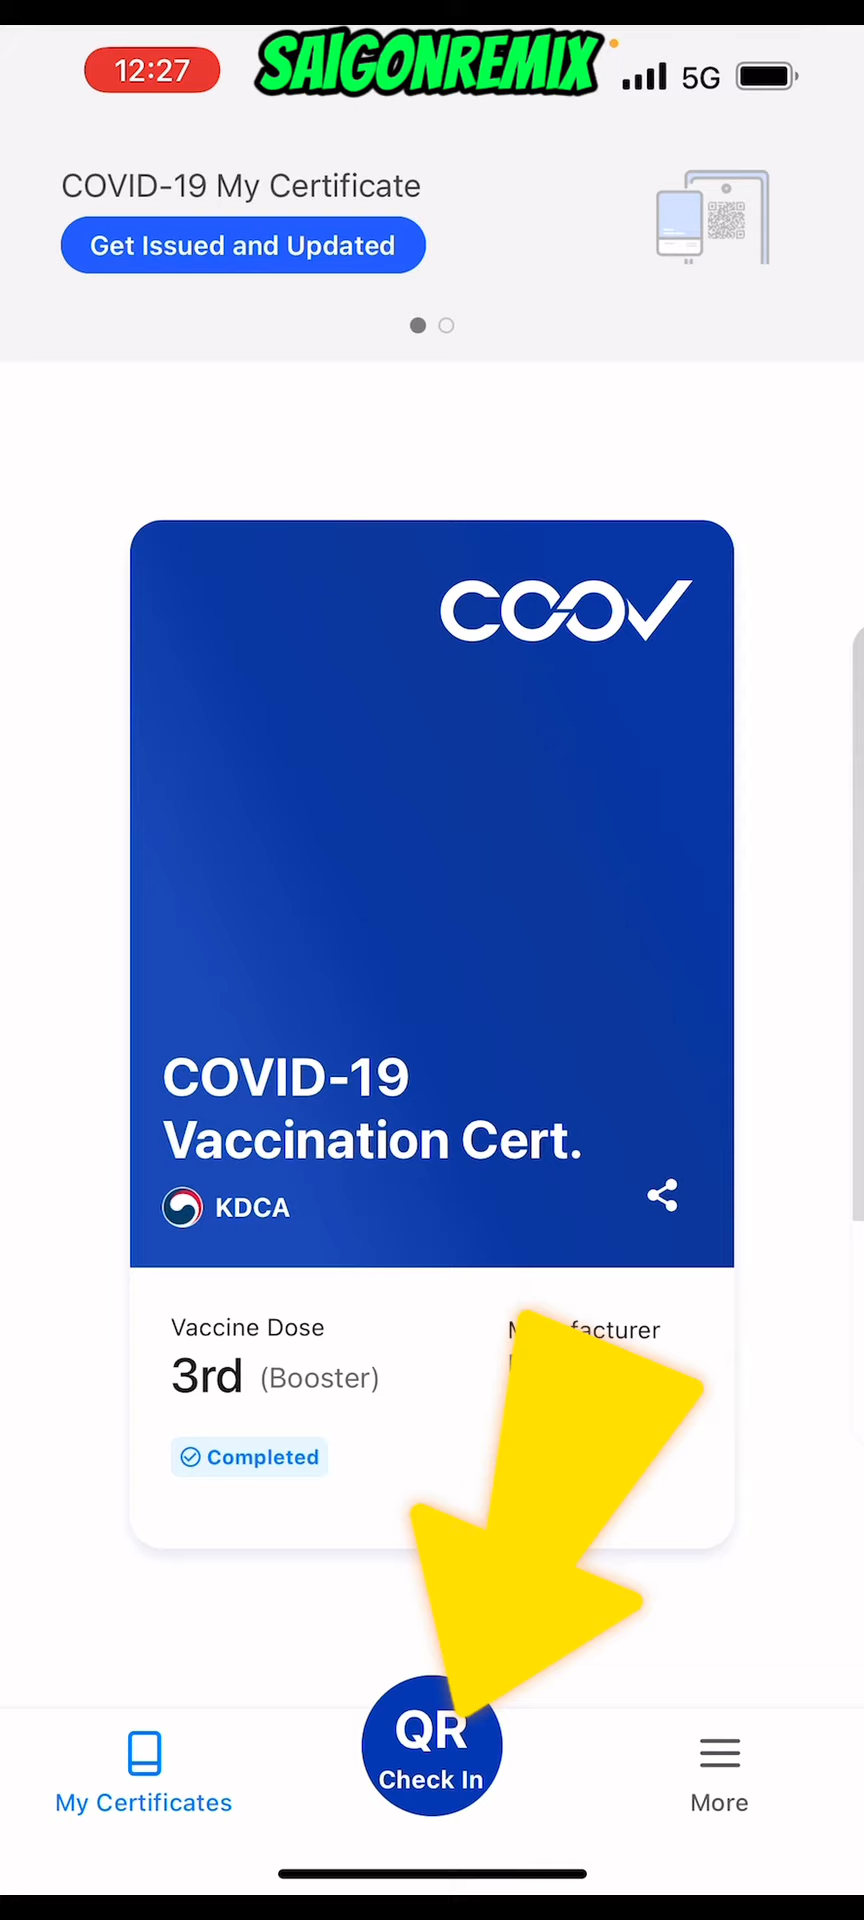 12:27
SAIGONREMIX
5G
COVID-19 My Certificate
Get Issued and Updated
COOV
COVID-19
Vaccination Cert.
KDCA
Vaccine Dose
3rd (Booster)
Completed
QR
Check In
My Certificates
More